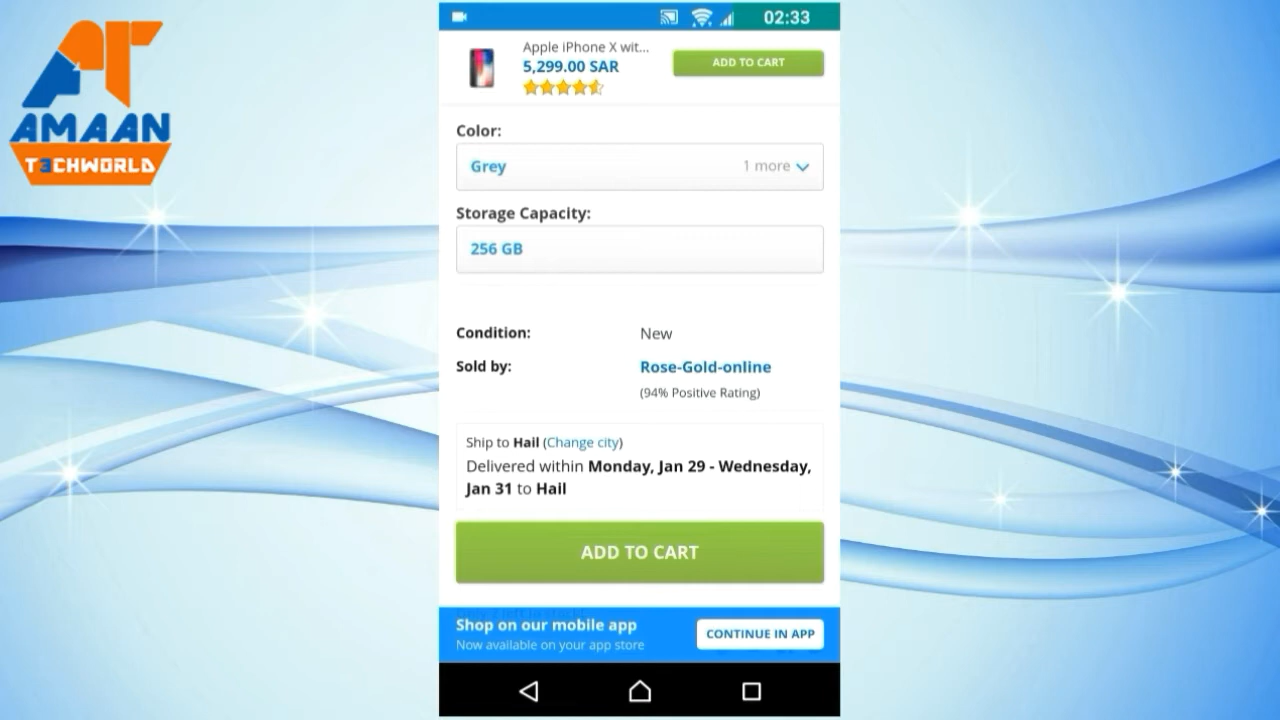 AT
AMAAN
T3CHWORLD
02:33
Apple iPhone X wit...
5,299.00 SAR
ADD TO CART
Color:
Grey
1 more
Storage Capacity:
256 GB
Condition:
New
Sold by:
Rose-Gold-online
(94% Positive Rating)
Ship to Hail (Change city)
Delivered within Monday, Jan 29 - Wednesday,
Jan 31 to Hail
ADD TO CART
Shop on our mobile app
Now available on your app store
CONTINUE IN APP